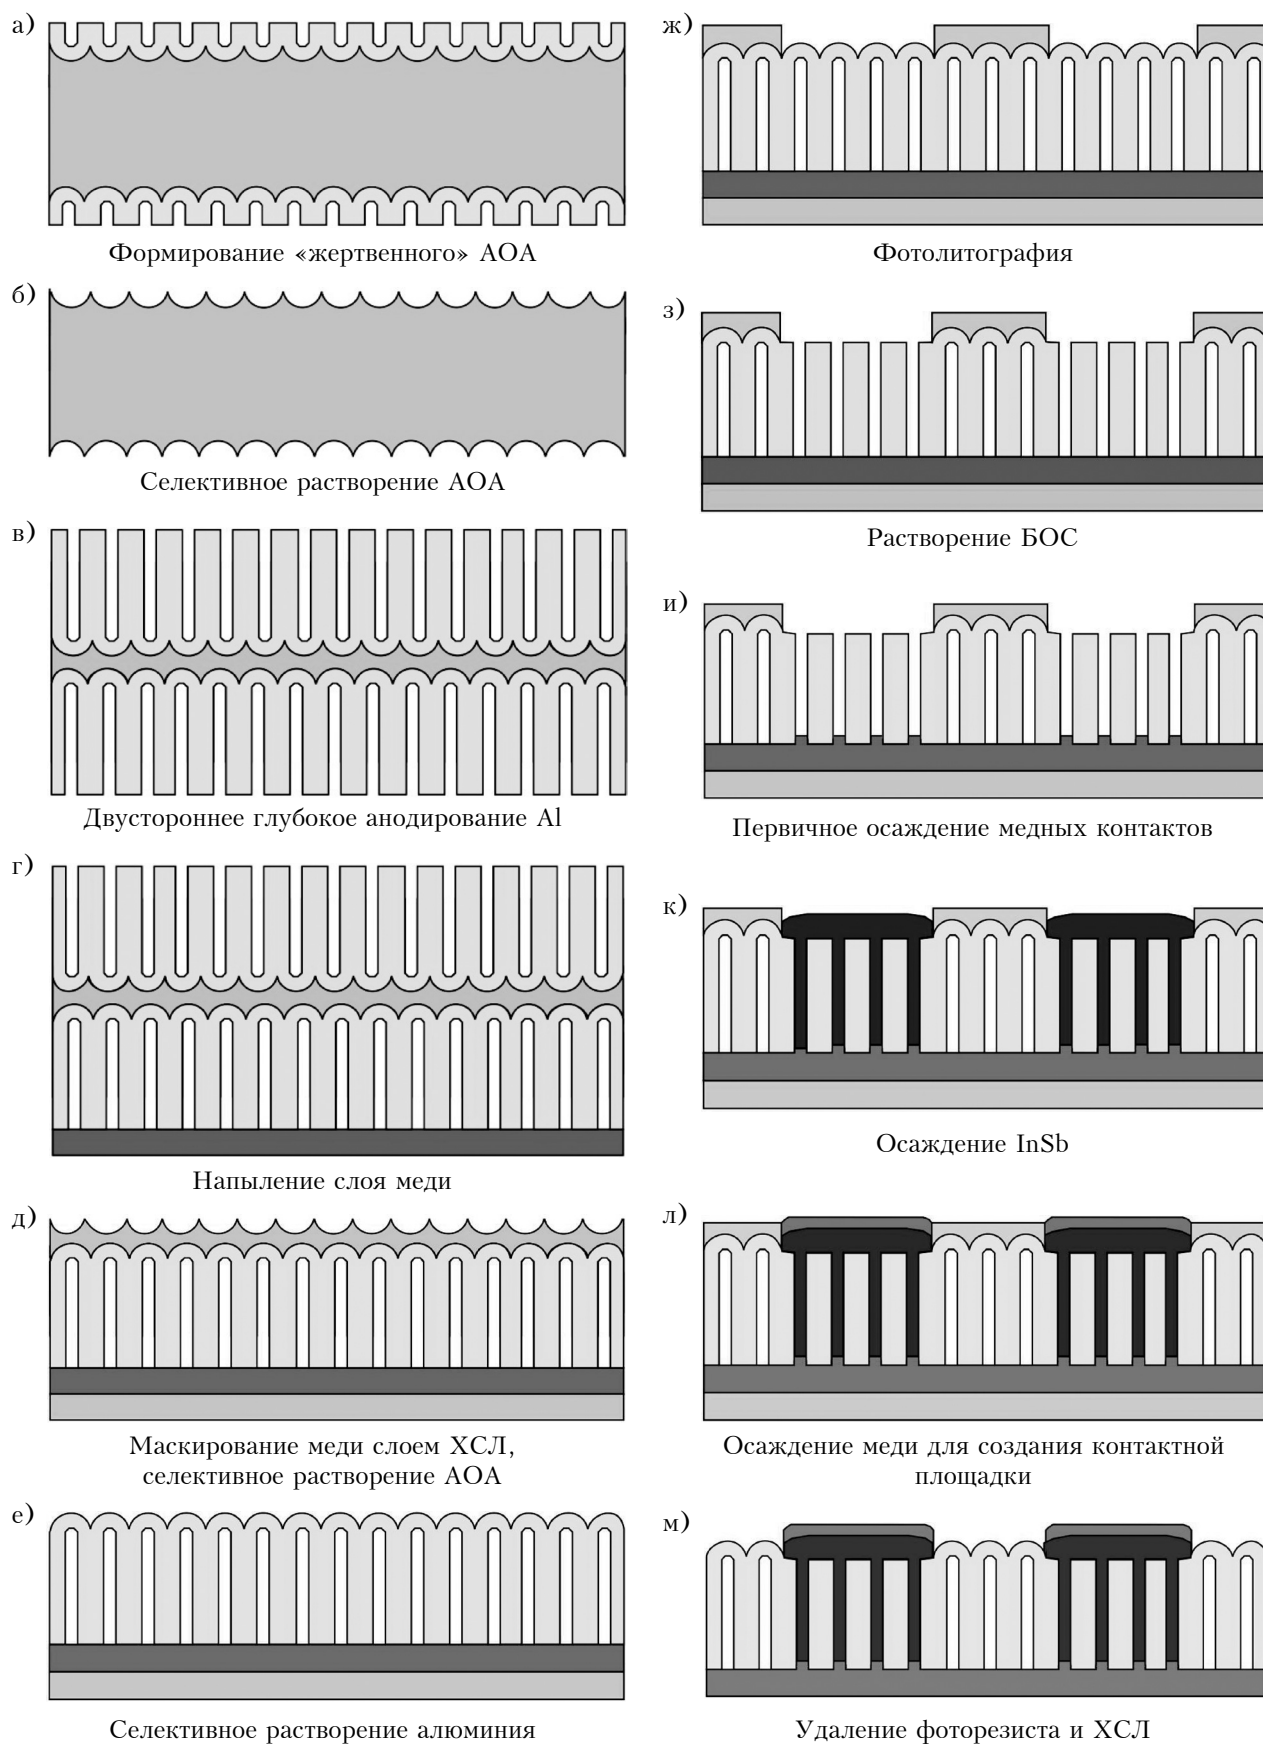 а)
Формирование «жертвенного» АОА
б)
Селективное растворение АОА
в)
Двустороннее глубокое анодирование Al
г)
Напыление слоя меди
д)
Маскирование меди слоем ХСЛ,
селективное растворение АОА
е)
Селективное растворение алюминия
ж)
Фотолитография
з)
Растворение БОС
и)
Первичное осаждение медных контактов
к)
Осаждение InSb
л)
Осаждение меди для создания контактной
площадки
м)
Удаление фоторезиста и ХСЛ